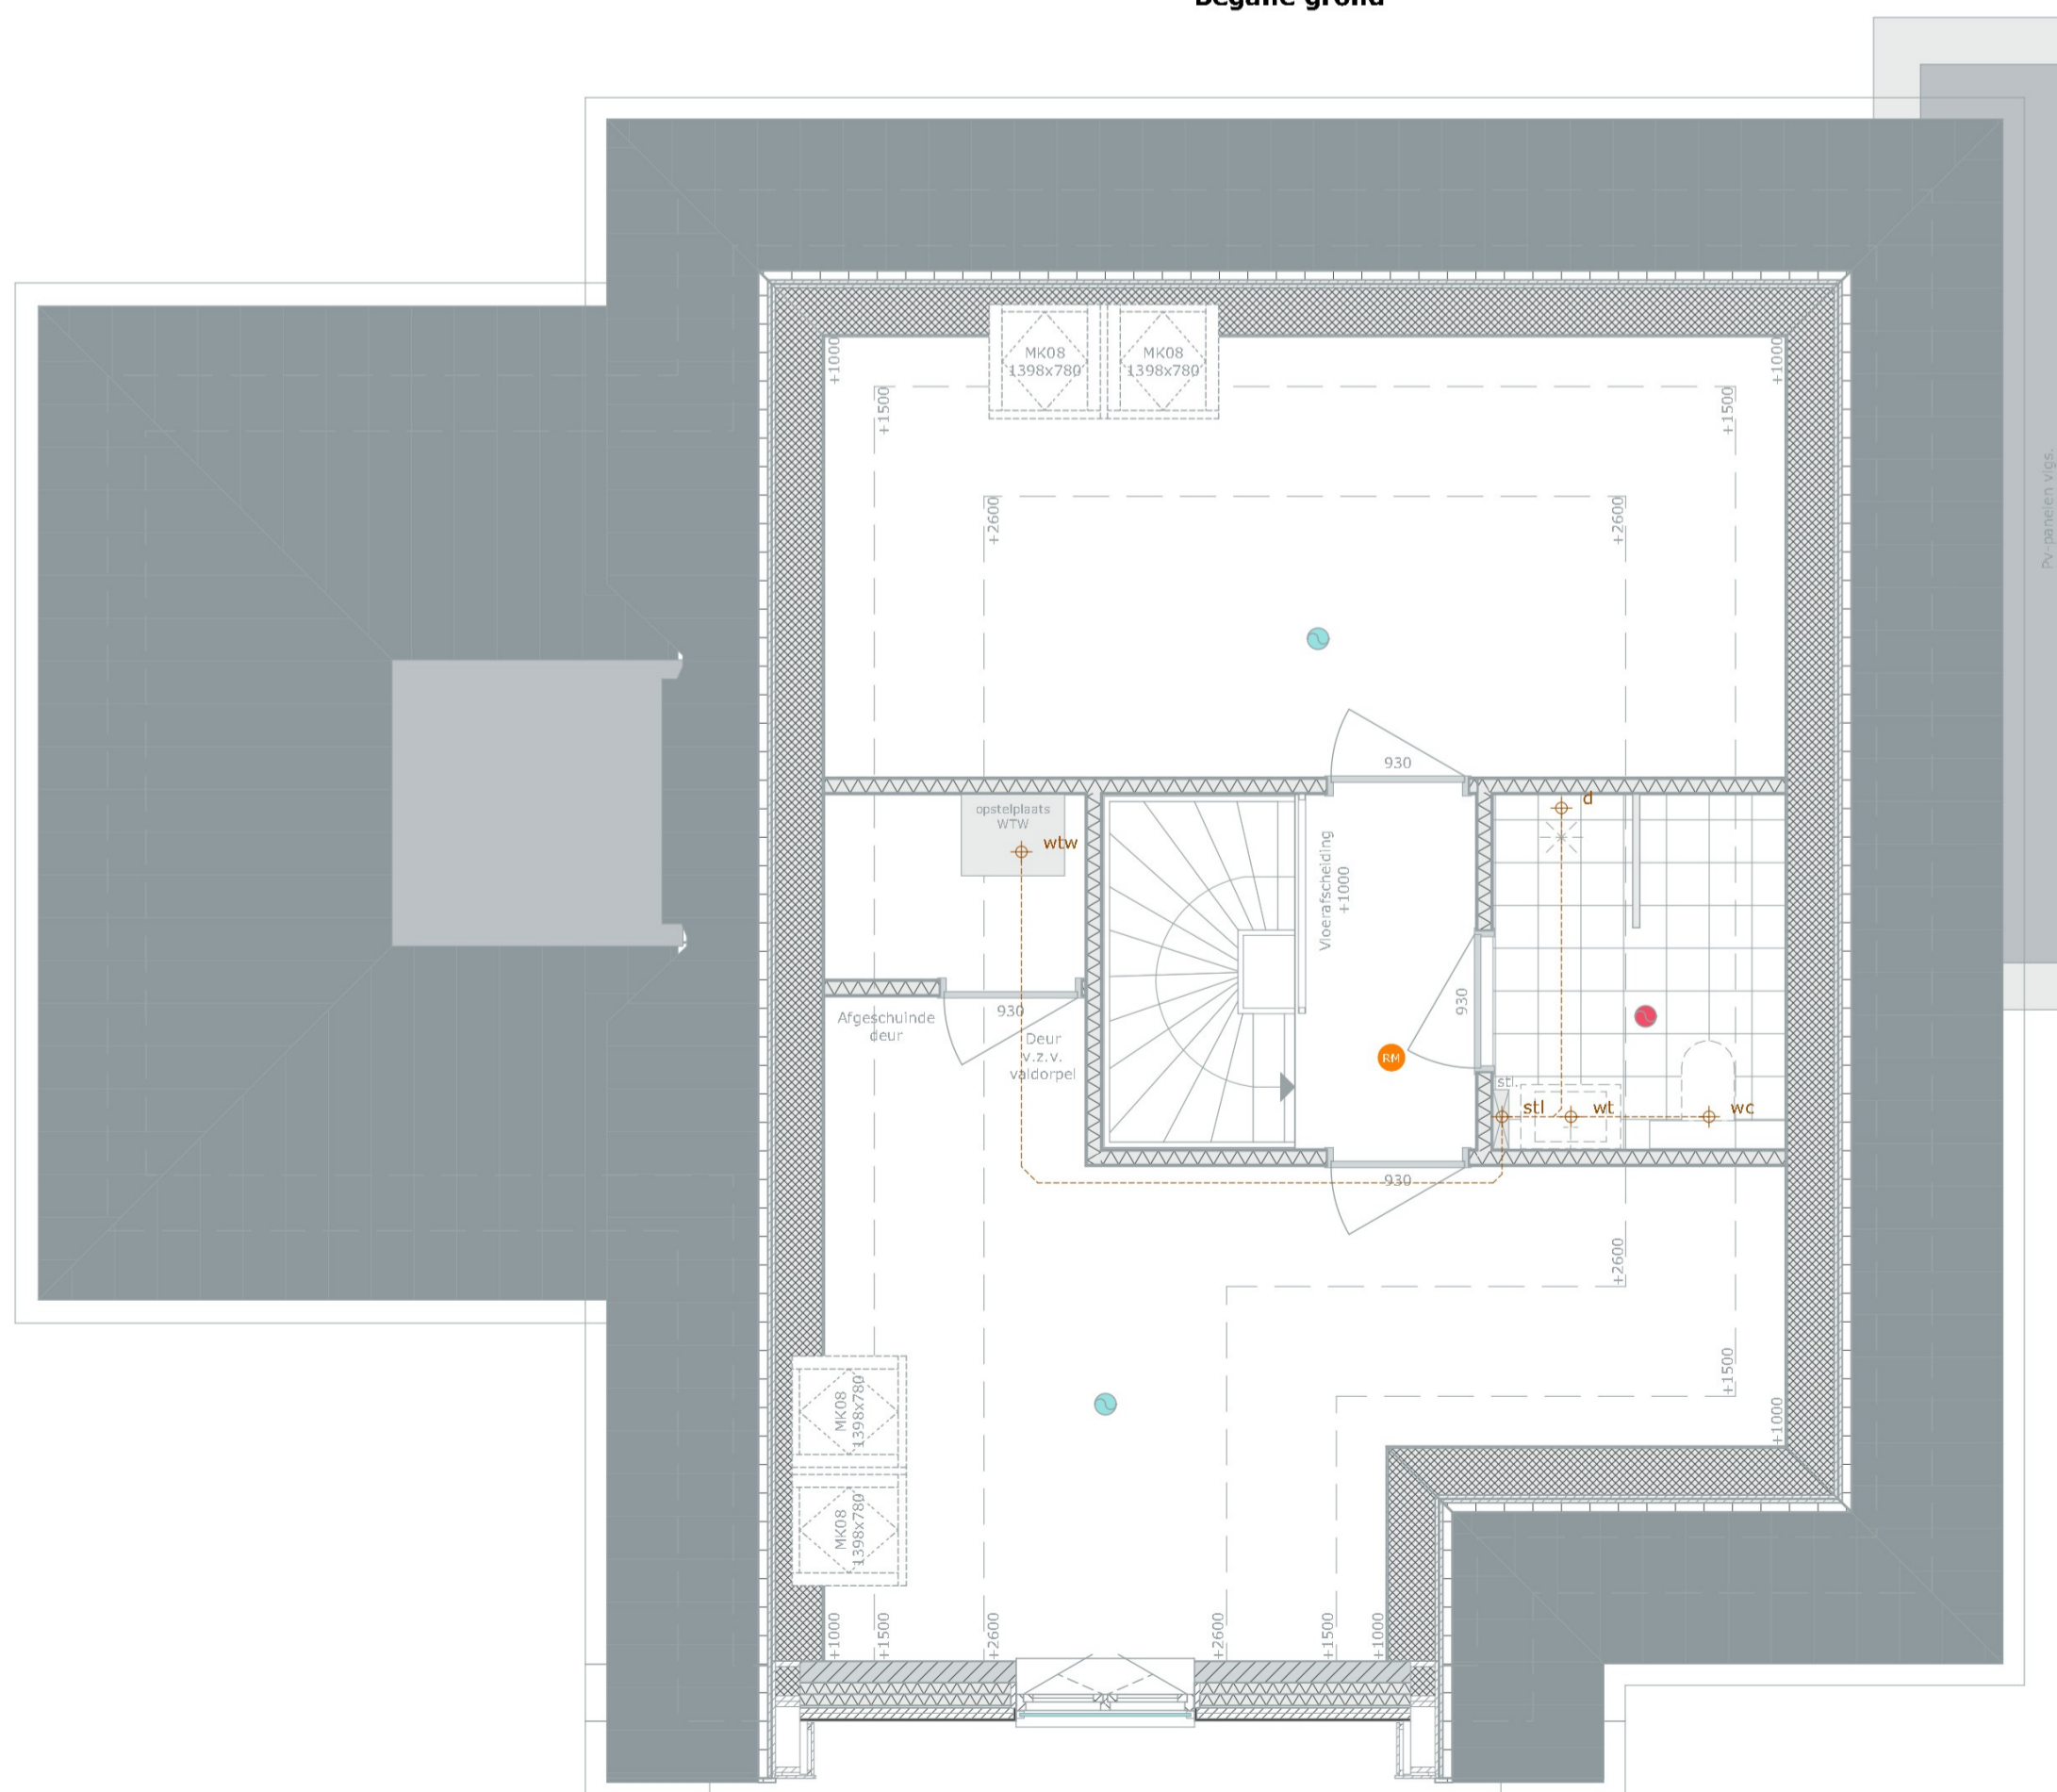 Begane grond
Pv-panelen vlgs.
MK08
1398x780
MK08
1398x780
+1000
+1000
+1500
+1500
+2600
+2600
930
opstelplaats
WTW
wtw
d
Vloerafscheiding
+1000
930
930
Afgeschuinde
deur
Deur
v.z.v.
valdorpel
RM
stl.
stl
wt
wc
930
+2600
+1500
+1000
MK08
1398x780
MK08
1398x780
+1000
+1500
+2600
+2600
+1500
+1000